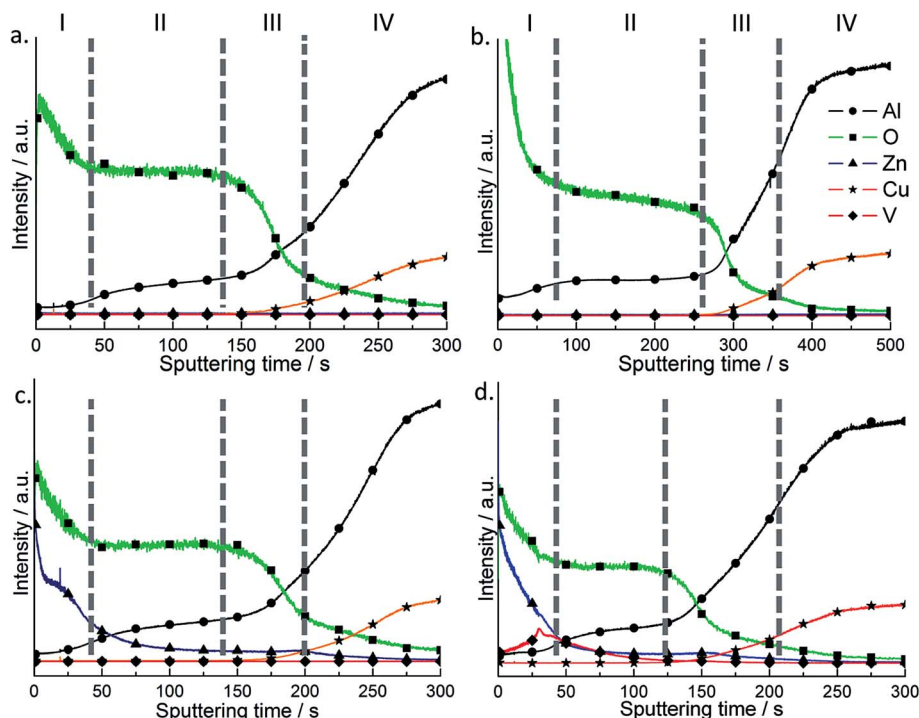 I II III IV
a.
Intensity / a.u.
0 50 100 150 200 250 300
Sputtering time / s
I II III IV
b.
Intensity / a.u.
Al
O
Zn
Cu
V
0 100 200 300 400 500
Sputtering time / s
c.
Intensity / a.u.
0 50 100 150 200 250 300
Sputtering time / s
d.
Intensity / a.u.
0 50 100 150 200 250 300
Sputtering time / s